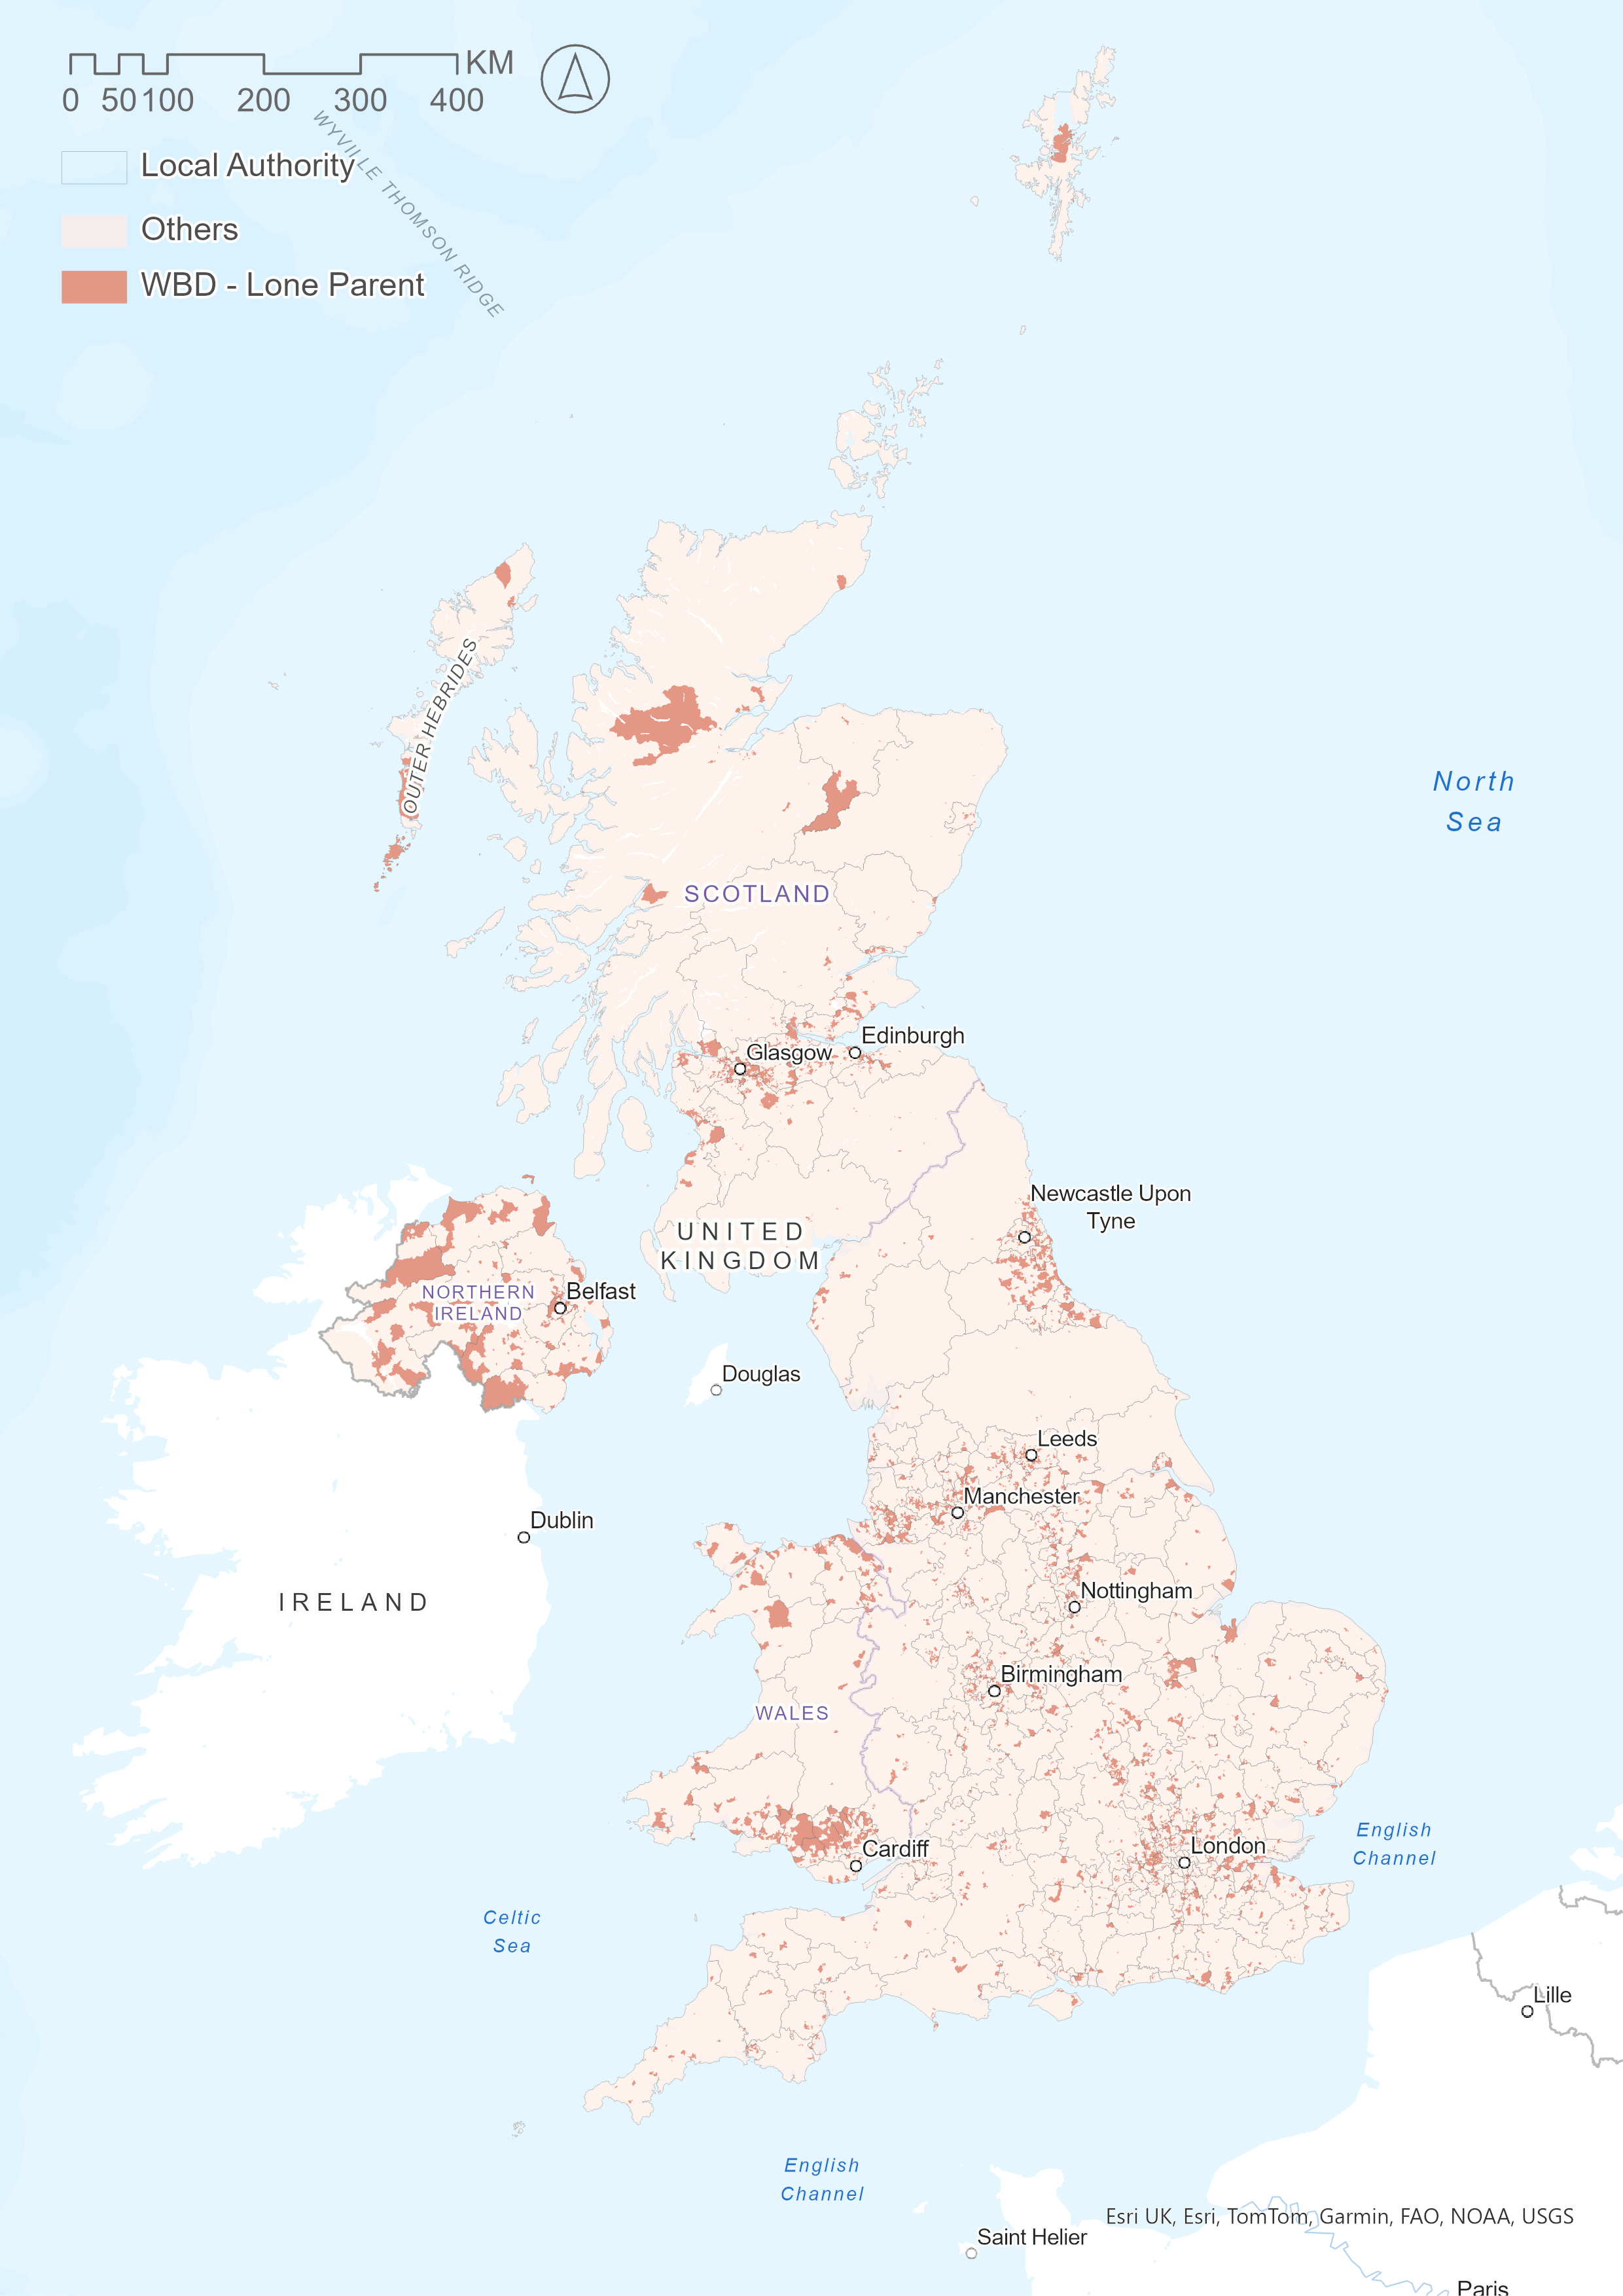 KM
0 50 100 200 300 400
WYVILLE THOMSON RIDGE
Local Authority
Others
WBD - Lone Parent
OUTER HEBRIDES
North
Sea
SCOTLAND
Edinburgh
Glasgow
Newcastle Upon
Tyne
UNITED
KINGDOM
NORTHERN
IRELAND
Belfast
Douglas
Leeds
Manchester
Dublin
Nottingham
IRELAND
Birmingham
WALES
English
Channel
London
Cardiff
Celtic
Sea
Lille
English
Channel
Esri UK, Esri, TomTom, Garmin, FAO, NOAA, USGS
Saint Helier
Paris